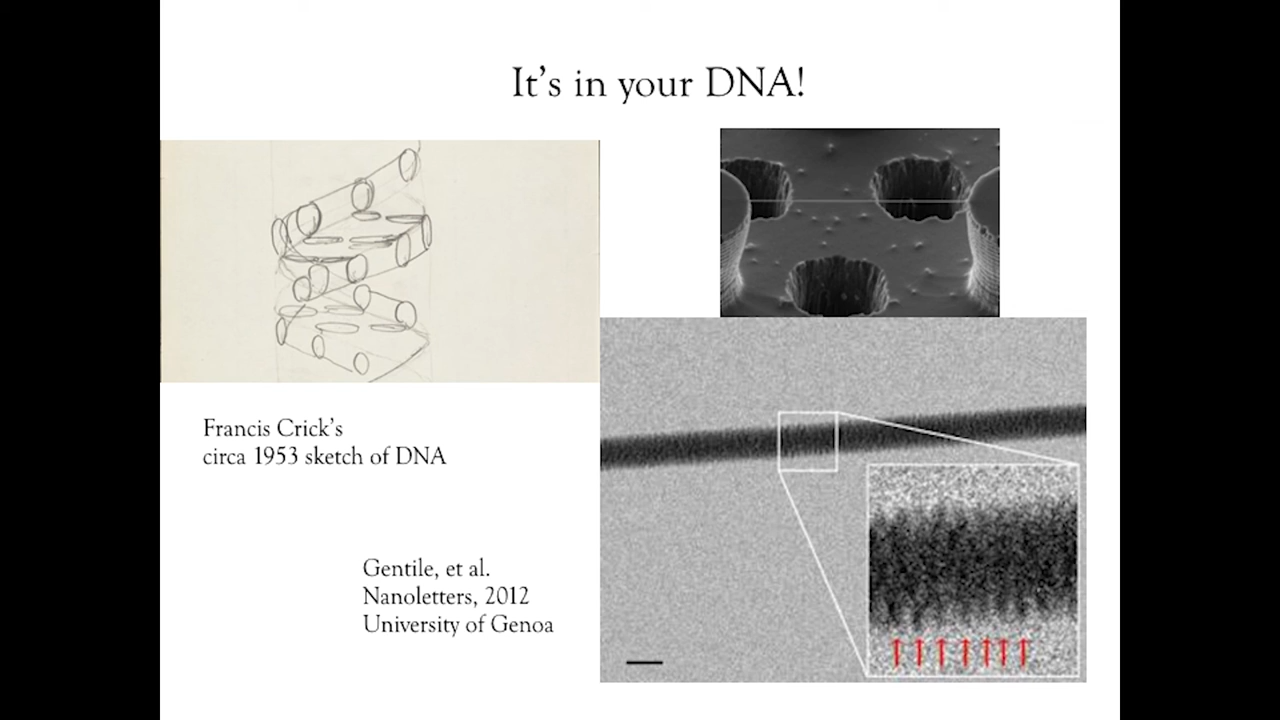 It's in your DNA!
Francis Crick's
circa 1953 sketch of DNA
Gentile, et al.
Nanoletters, 2012
University of Genoa